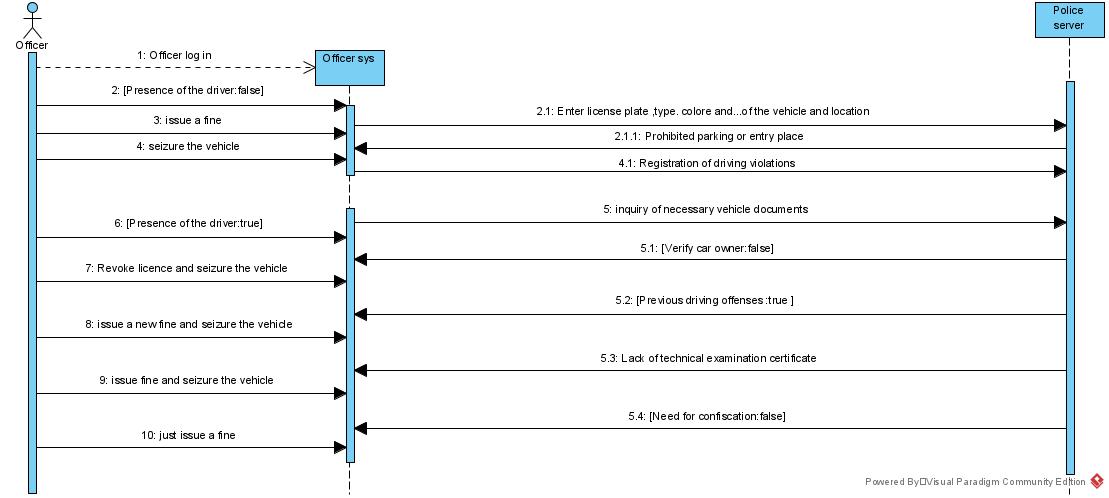 Police
server
Officer
1: Officer log in
Officer sys
2: [Presence of the driver:false]
2.1: Enter license plate ,type. colore and...of the vehicle and location
3: issue a fine
2.1.1: Prohibited parking or entry place
4: seizure the vehicle
4.1: Registration of driving violations
5: inquiry of necessary vehicle documents
6: [Presence of the driver:true]
5.1: [Verify car owner:false]
7: Revoke licence and seizure the vehicle
5.2: [Previous driving offenses :true ]
8: issue a new fine and seizure the vehicle
5.3: Lack of technical examination certificate
9: issue fine and seizure the vehicle
5.4: [Need for confiscation:false]
10: just issue a fine
Powered By Visual Paradigm Community Edition